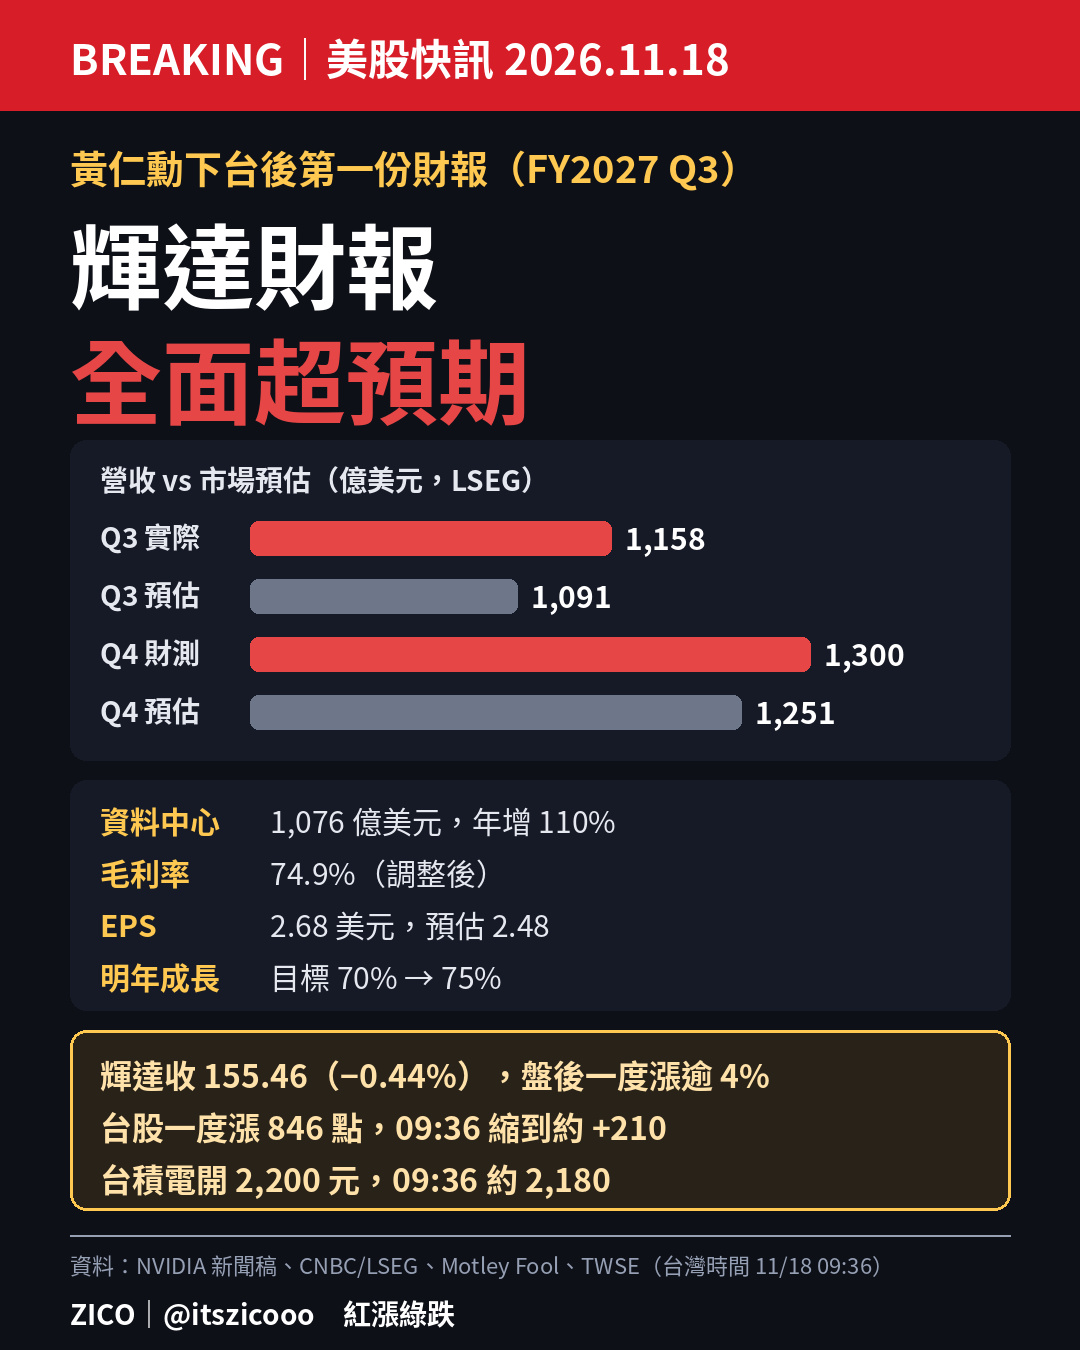 BREAKING｜美股快訊 2026.11.18
黃仁勳下台後第一份財報（FY2027 Q3）
輝達財報
全面超預期
營收 vs 市場預估（億美元，LSEG）
Q3 實際 1,158
Q3 預估 1,091
Q4 財測 1,300
Q4 預估 1,251
資料中心 1,076 億美元，年增 110%
毛利率 74.9%（調整後）
EPS 2.68 美元，預估 2.48
明年成長 目標 70% → 75%
輝達收 155.46（−0.44%），盤後一度漲逾 4%
台股一度漲 846 點，09:36 縮到約 +210
台積電開 2,200 元，09:36 約 2,180
資料：NVIDIA 新聞稿、CNBC/LSEG、Motley Fool、TWSE（台灣時間 11/18 09:36）
ZICO｜@itszicooo　紅漲綠跌